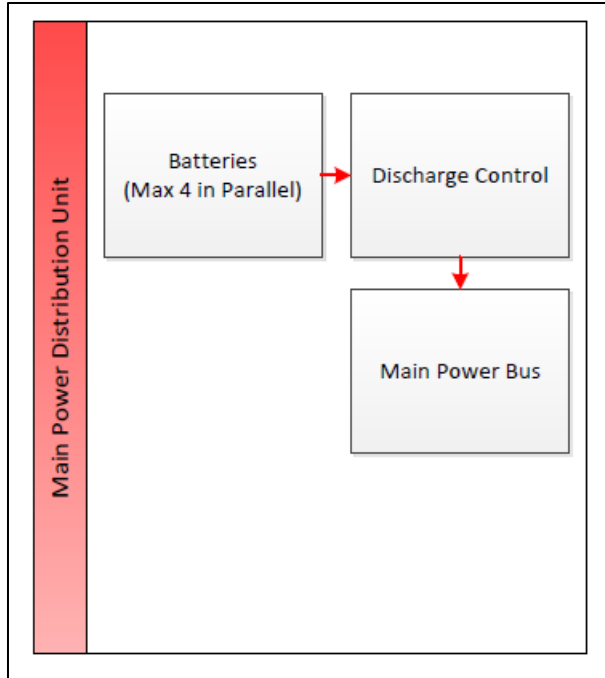 Main Power Distribution Unit
Batteries
(Max 4 in Parallel)
Discharge Control
Main Power Bus